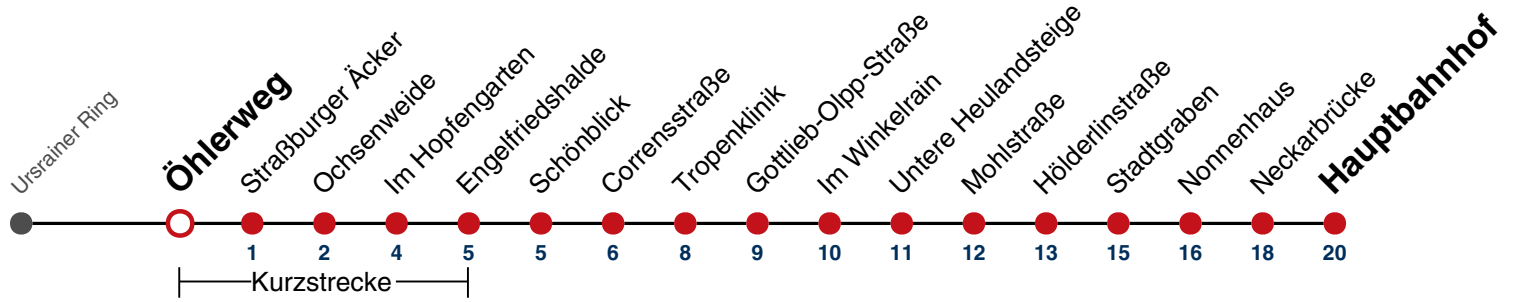 Ursrainer Ring
Öhlerweg
Straßburger Äcker
Ochsenweide
Im Hopfengarten
Engelfriedshalde
Schönblick
Corrensstraße
Tropenklinik
Gottlieb-Olpp-Straße
Im Winkelrain
Untere Heulandsteige
Mohlstraße
Hölderlinstraße
Stadtgraben
Nonnenhaus
Neckarbrücke
Hauptbahnhof
1 2 4 5 5 6 8 9 10 11 12 13 15 16 18 20
Kurzstrecke